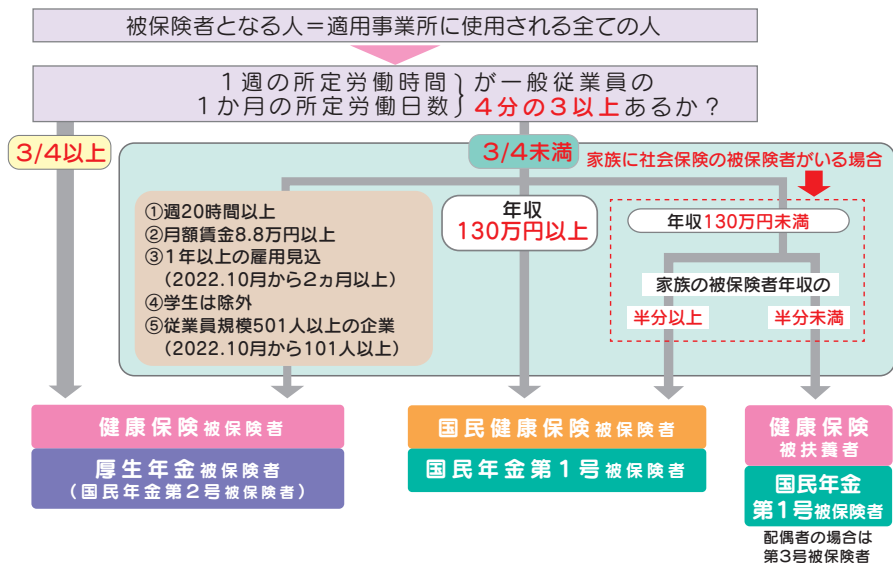 被保険者となる人＝適用事業所に使用される全ての人
１週の所定労働時間
１か月の所定労働日数
}が一般従業員の
４分の３以上あるか？
3/4以上
3/4未満
家族に社会保険の被保険者がいる場合
①週20時間以上
②月額賃金8.8万円以上
③1年以上の雇用見込
（2022.10月から2ヵ月以上）
④学生は除外
⑤従業員規模501人以上の企業
（2022.10月から101人以上）
年収
130万円以上
年収130万円未満
家族の被保険者年収の
半分以上
半分未満
健康保険被保険者
厚生年金被保険者
（国民年金第２号被保険者）
国民健康保険被保険者
国民年金第１号被保険者
健康保険
被扶養者
国民年金
第１号被保険者
配偶者の場合は
第3号被保険者